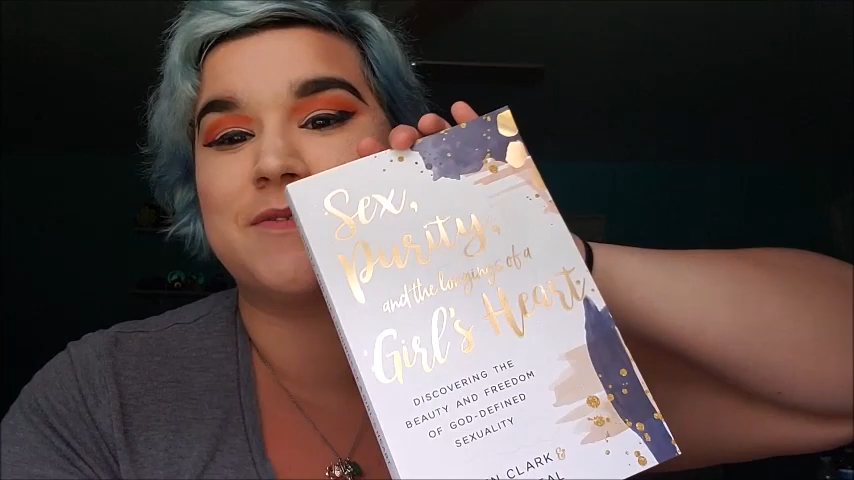 Sex,
Purity,
and the longings of a
Girl's Heart
DISCOVERING THE
BEAUTY AND FREEDOM
OF GOD-DEFINED
SEXUALITY
CLARK &